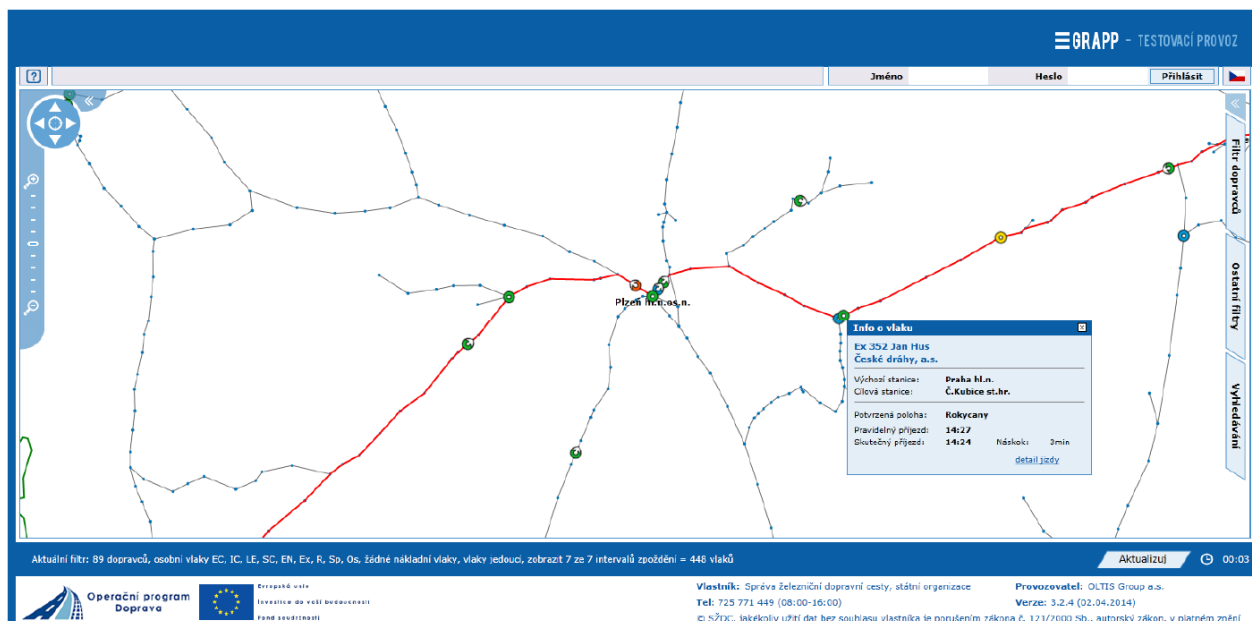 GRAPP - TESTOVACÍ PROVOZ
?
Jméno
Heslo
Přihlásit
Filtr dopravců
Ostatní filtry
Vyhledávání
Plzeň hl.n.os.n.
Info o vlaku
Ex 352 Jan Hus
České dráhy, a.s.
Výchozí stanice: Praha hl.n.
Cílová stanice: Č.Kubice st.hr.
Potvrzená poloha: Rokycany
Pravidelný příjezd: 14:27
Skutečný příjezd: 14:24 Náskok: 3min
detail jízdy
Aktuální filtr: 89 dopravců, osobní vlaky EC, IC, LE, SC, EN, Ex, R, Sp, Os, žádné nákladní vlaky, vlaky jedoucí, zobrazit 7 ze 7 intervalů zpoždění = 448 vlaků
Aktualizuj
00:03
Operační program
Doprava
Evropská unie
Investice do vaší budoucnosti
Fond soudržnosti
Vlastník: Správa železniční dopravní cesty, státní organizace
Provozovatel: OLTIS Group a.s.
Tel: 725 771 449 (08:00-16:00)
Verze: 3.2.4 (02.04.2014)
© SŽDC, jakékoliv užití dat bez souhlasu vlastníka je porušením zákona č. 121/2000 Sb., autorský zákon, v platném znění